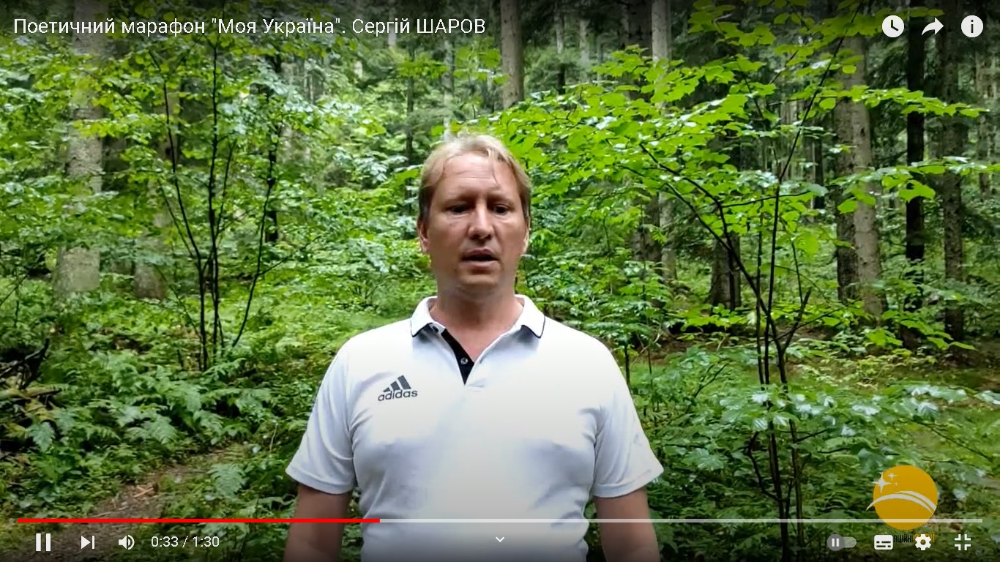 Поетичний марафон "Моя Україна". Сергій ШАРОВ
adidas
0:33 / 1:30